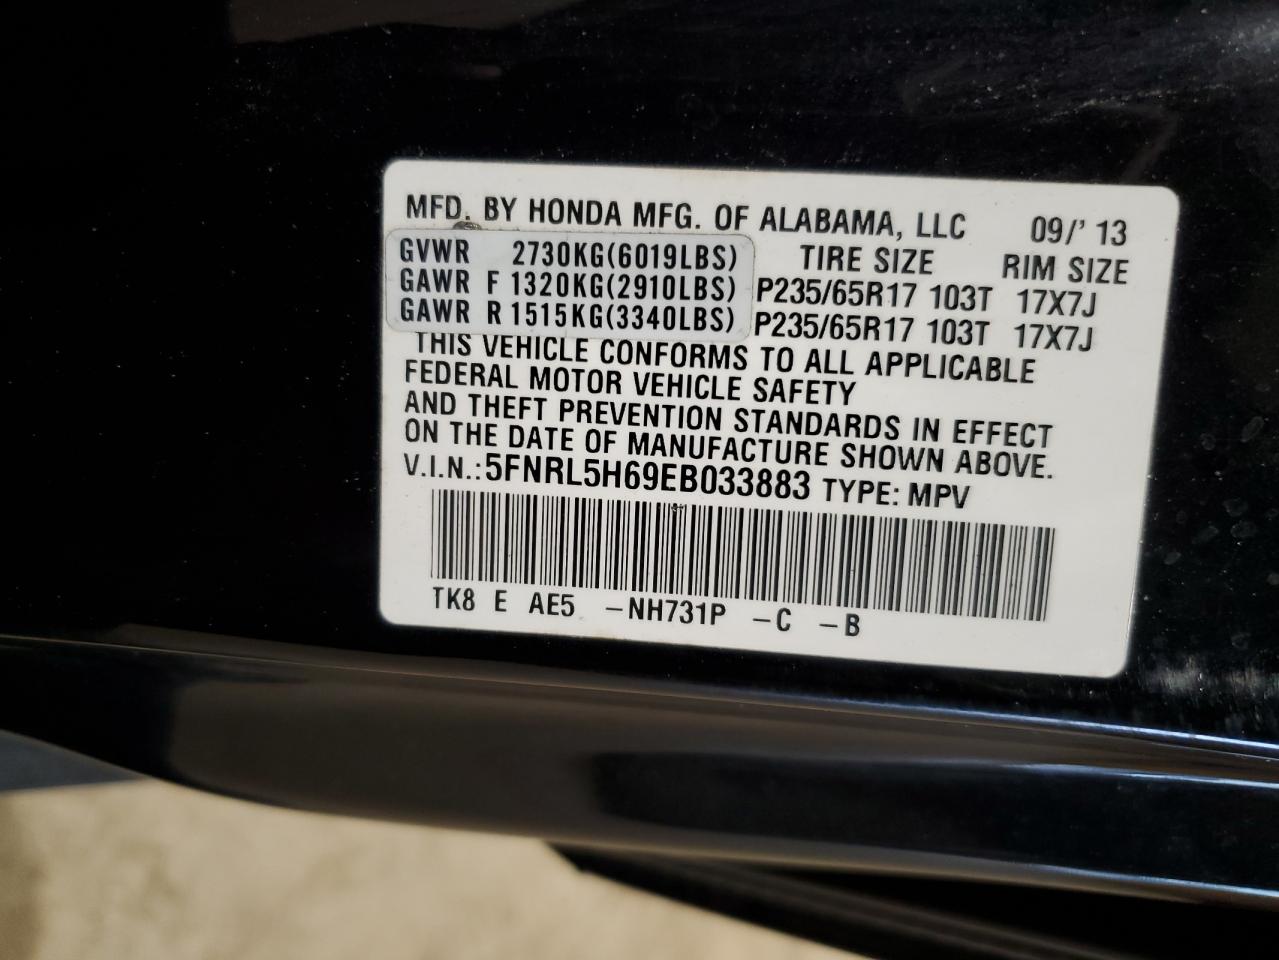 MFD. BY HONDA MFG. OF ALABAMA, LLC 09/' 13
GVWR 2730KG(6019LBS) TIRE SIZE RIM SIZE
GAWR F 1320KG(2910LBS) P235/65R17 103T 17X7J
GAWR R 1515KG(3340LBS) P235/65R17 103T 17X7J
THIS VEHICLE CONFORMS TO ALL APPLICABLE
FEDERAL MOTOR VEHICLE SAFETY
AND THEFT PREVENTION STANDARDS IN EFFECT
ON THE DATE OF MANUFACTURE SHOWN ABOVE.
V.I.N.: 5FNRL5H69EB033883 TYPE: MPV
TK8 E AE5 -NH731P -C -B